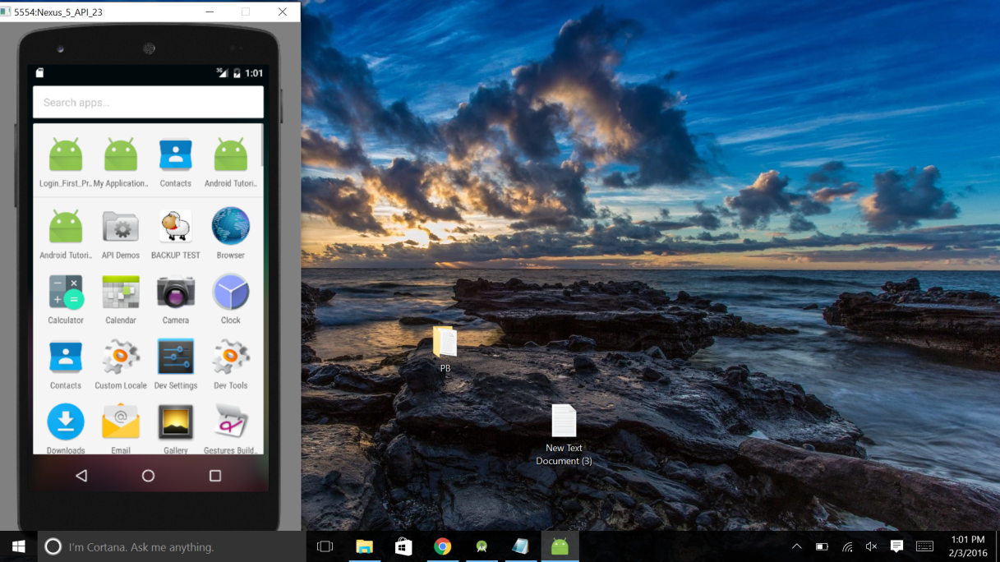 5554:Nexus_5_API_23
3G 1:01
Search apps...
Login_First_Pr.. My Application.. Contacts Android Tutori..
Android Tutori.. API Demos BACKUP TEST Browser
Calculator Calendar Camera Clock
Contacts Custom Locale Dev Settings Dev Tools
Downloads Email Gallery Gestures Build..
PB
New Text
Document (3)
I'm Cortana. Ask me anything.
1:01 PM
2/3/2016